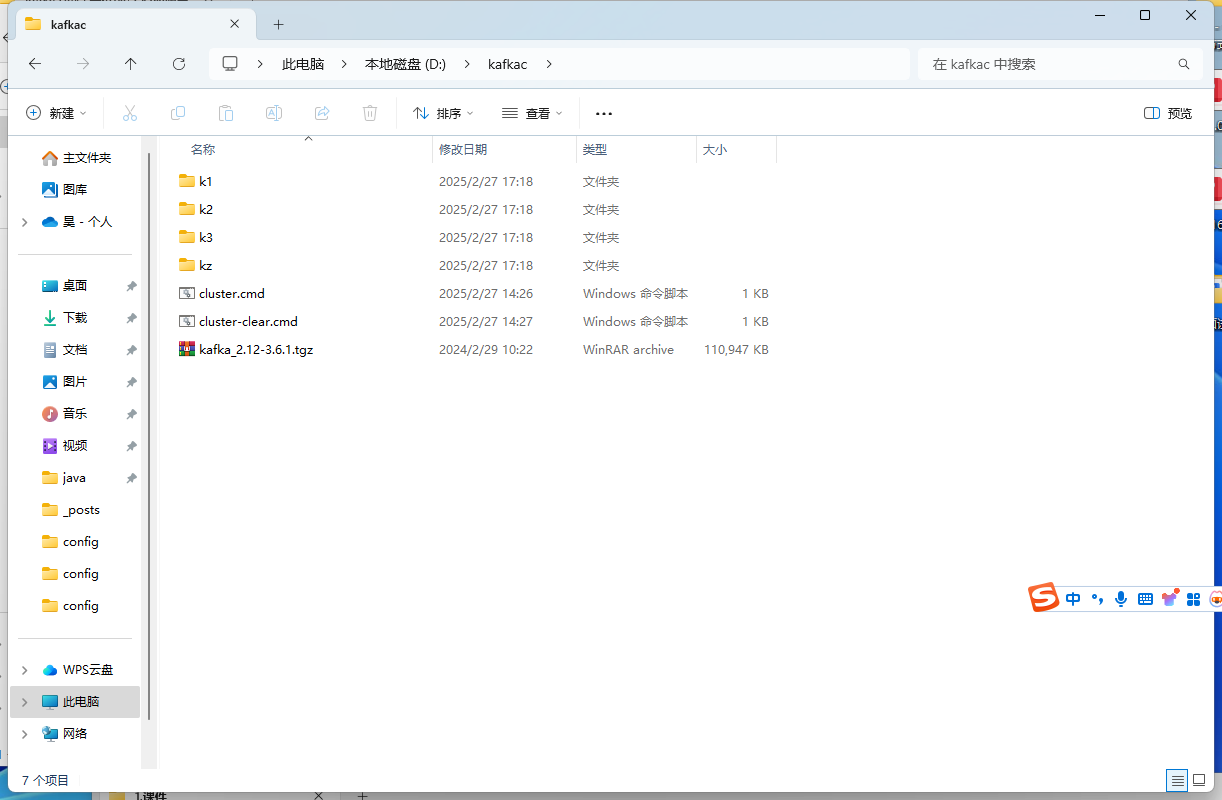 kafkac
此电脑 本地磁盘 (D:) kafkac 在 kafkac 中搜索
新建 排序 查看 预览
名称 修改日期 类型 大小
主文件夹
图库
昊 - 个人
桌面
下载
文档
图片
音乐
视频
java
_posts
config
config
config
WPS云盘
此电脑
网络
k1 2025/2/27 17:18 文件夹
k2 2025/2/27 17:18 文件夹
k3 2025/2/27 17:18 文件夹
kz 2025/2/27 17:18 文件夹
cluster.cmd 2025/2/27 14:26 Windows 命令脚本 1 KB
cluster-clear.cmd 2025/2/27 14:27 Windows 命令脚本 1 KB
kafka_2.12-3.6.1.tgz 2024/2/29 10:22 WinRAR archive 110,947 KB
中
7 个项目
1.课件